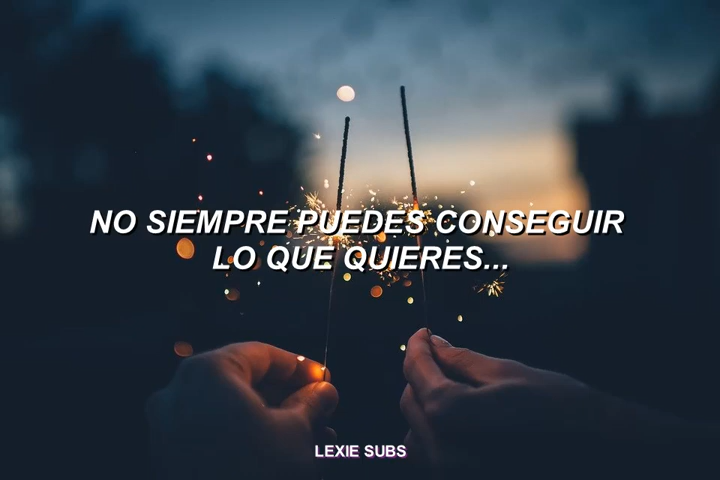 NO SIEMPRE PUEDES CONSEGUIR
LO QUE QUIERES...
LEXIE SUBS